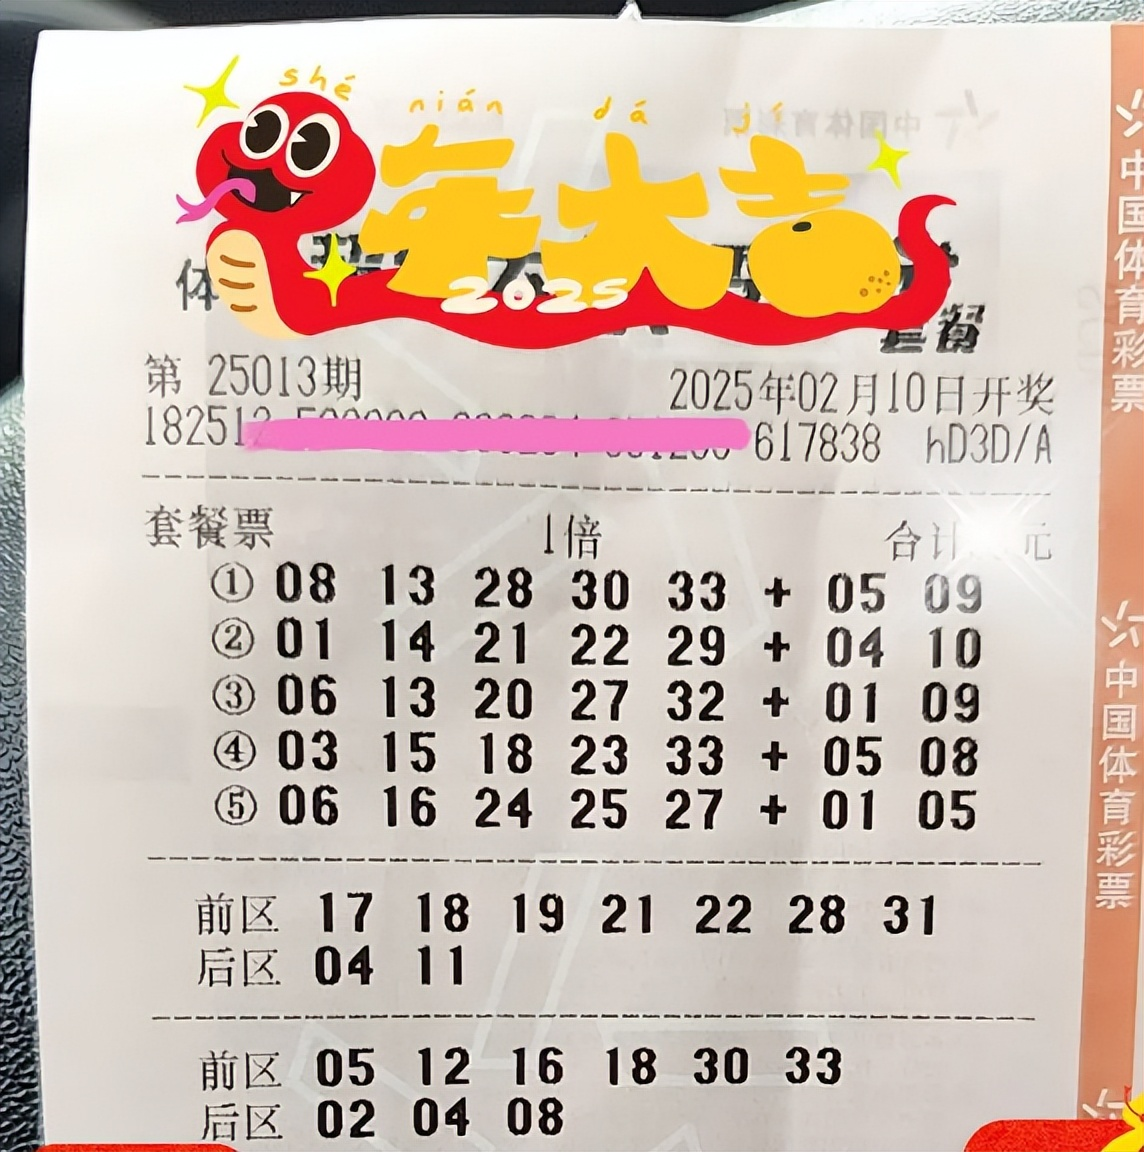 shé nián dà jí
年大吉
2025
体
套餐
第 25013期 2025年02月10日开奖
18251 617838 hD3D/A
套餐票 1倍 合计 元
① 08 13 28 30 33 + 05 09
② 01 14 21 22 29 + 04 10
③ 06 13 20 27 32 + 01 09
④ 03 15 18 23 33 + 05 08
⑤ 06 16 24 25 27 + 01 05
前区 17 18 19 21 22 28 31
后区 04 11
前区 05 12 16 18 30 33
后区 02 04 08
中国体育彩票
中国体育彩票
中国体育彩票